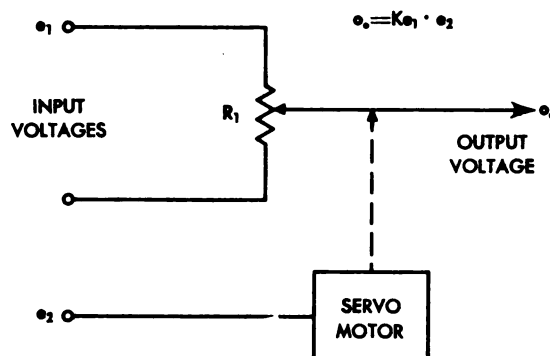 e₁
eₒ=Ke₁ · e₂
INPUT
VOLTAGES
R₁
eₒ
OUTPUT
VOLTAGE
e₂
SERVO
MOTOR